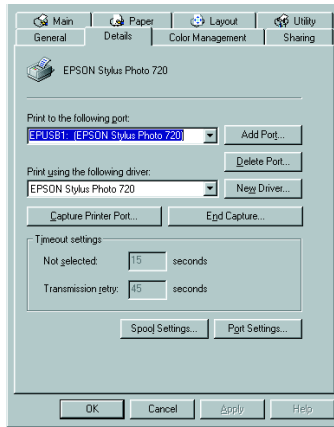 Main Paper Layout Utility
General Details Color Management Sharing
EPSON Stylus Photo 720
Print to the following port:
EPUSB1: (EPSON Stylus Photo 720) Add Port...
Delete Port...
Print using the following driver:
EPSON Stylus Photo 720 New Driver...
Capture Printer Port... End Capture...
Timeout settings
Not selected: 15 seconds
Transmission retry: 45 seconds
Spool Settings... Port Settings...
OK Cancel Apply Help